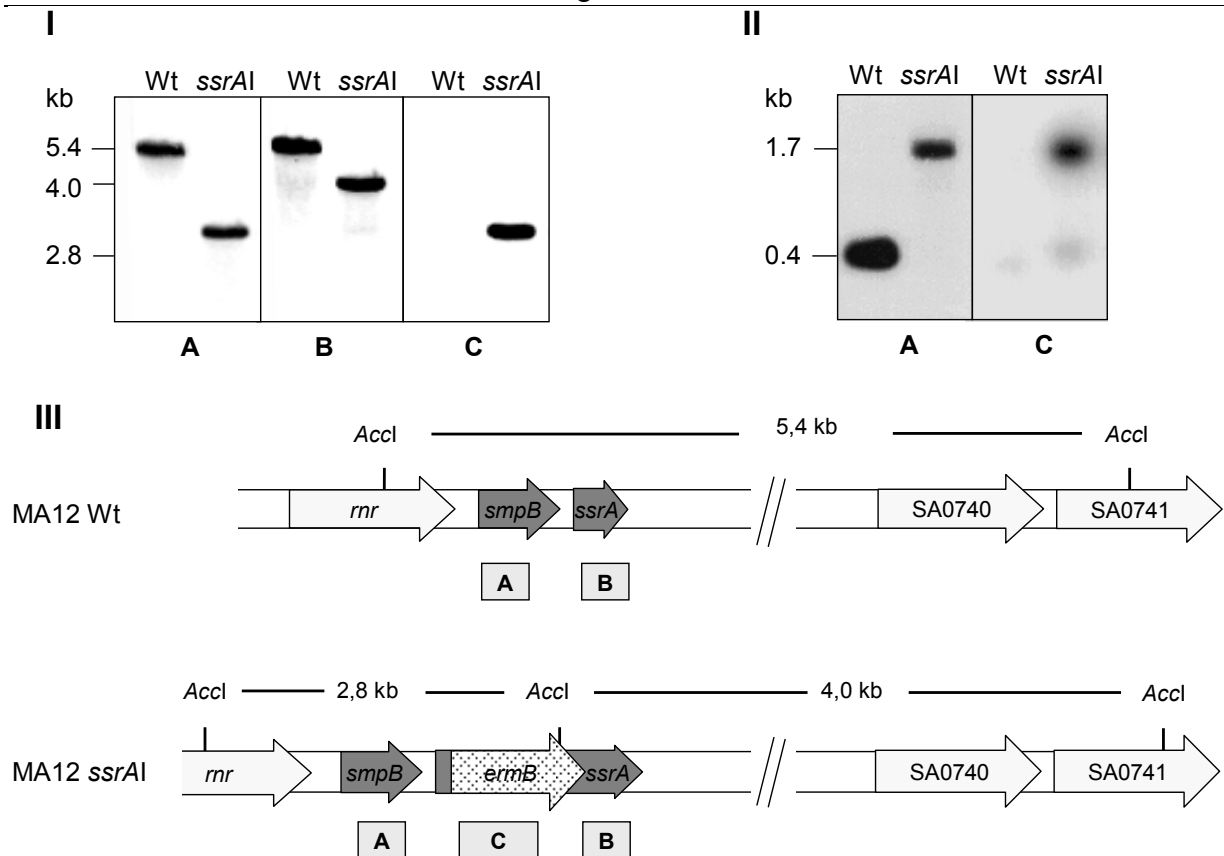 I
II
Wt ssrAI Wt ssrAI Wt ssrAI
Wt ssrAI Wt ssrAI
kb
5.4
4.0
2.8
A B C
kb
1.7
0.4
A C
III
AccI 5,4 kb AccI
MA12 Wt
rnr smpB ssrA SA0740 SA0741
A B
AccI 2,8 kb AccI 4,0 kb AccI
MA12 ssrAI
rnr smpB ermB ssrA SA0740 SA0741
A C B